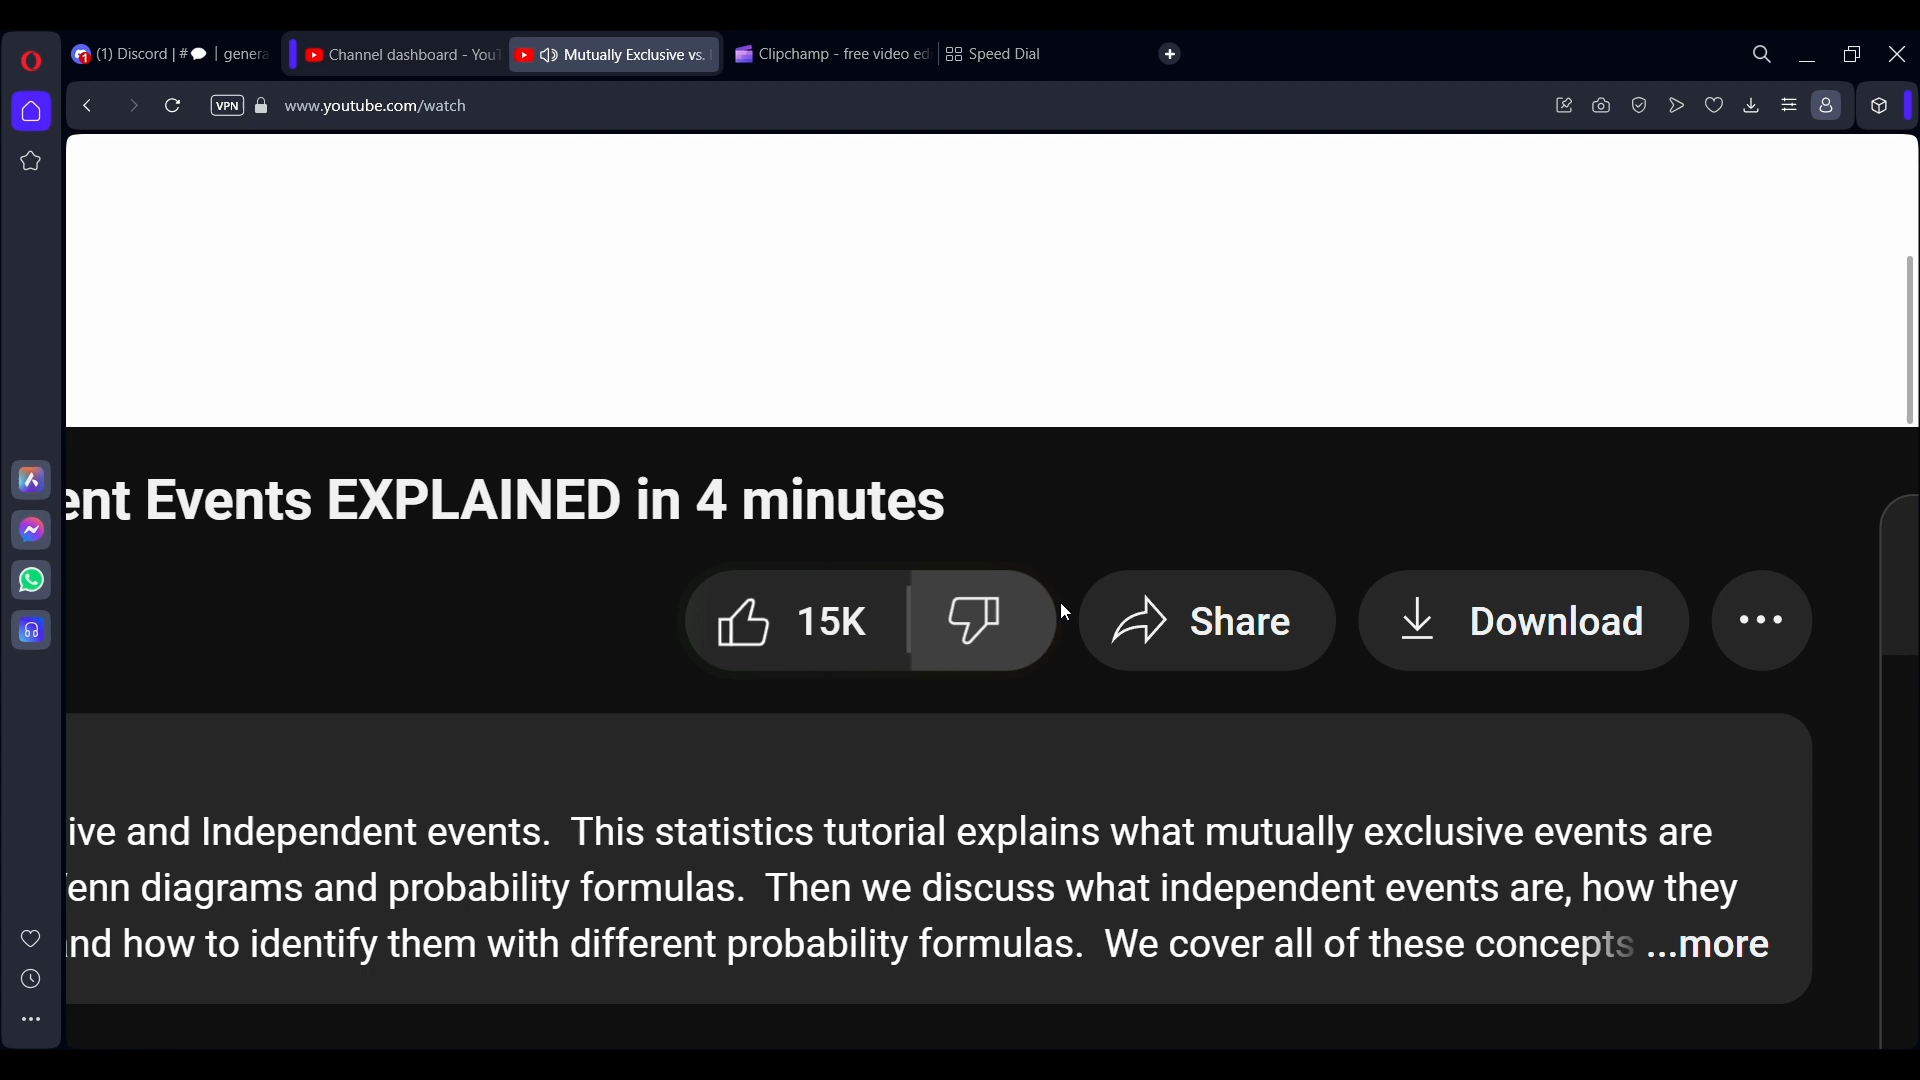 (1) Discord | #💬 | genera
Channel dashboard - YouT
Mutually Exclusive vs.
Clipchamp - free video ed
Speed Dial
VPN
www.youtube.com/watch
ent Events EXPLAINED in 4 minutes
15K
Share
Download
ive and Independent events. This statistics tutorial explains what mutually exclusive events are
enn diagrams and probability formulas. Then we discuss what independent events are, how they
nd how to identify them with different probability formulas. We cover all of these concepts ...more